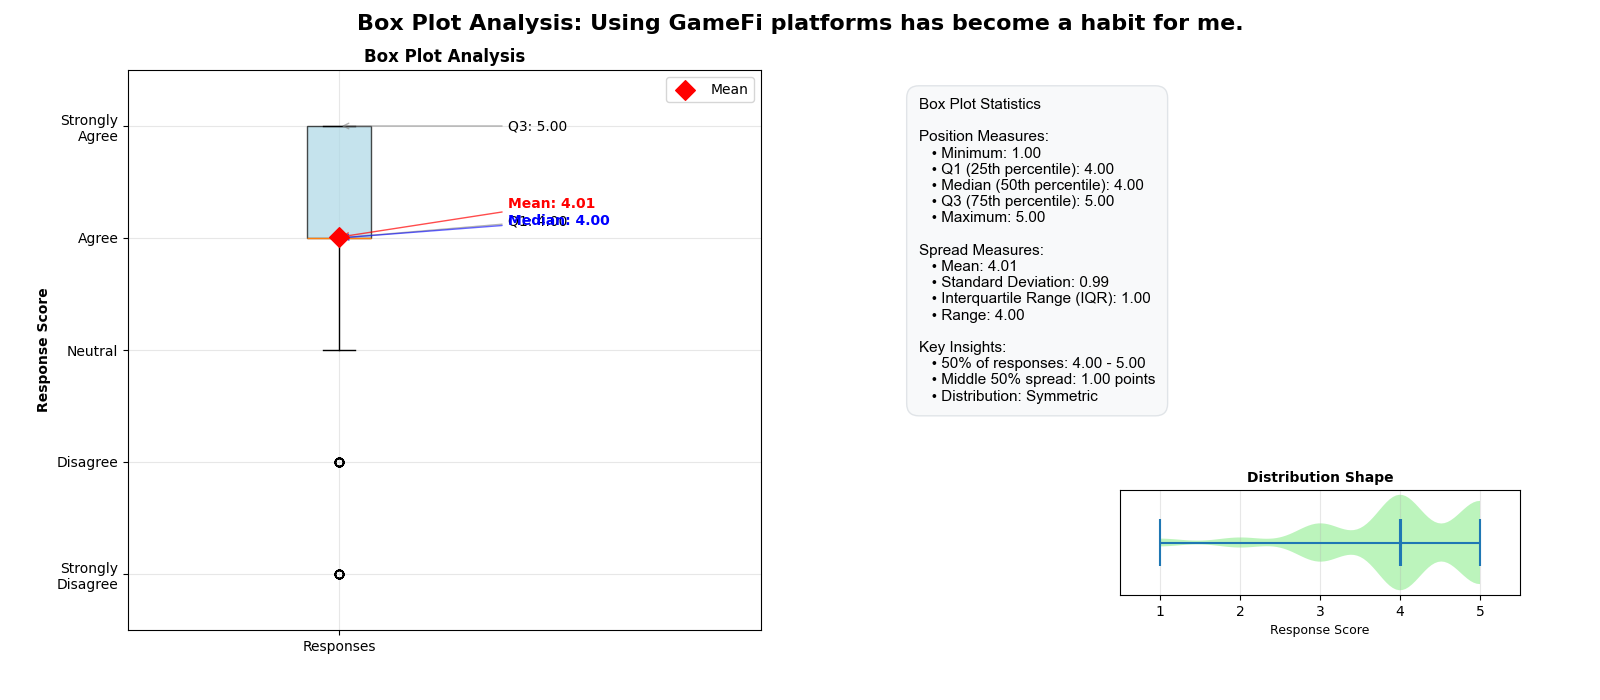 Box Plot Analysis: Using GameFi platforms has become a habit for me.
Box Plot Analysis
Mean
Response Score
Strongly
Agree
Agree
Neutral
Disagree
Strongly
Disagree
Q3: 5.00
Mean: 4.01
Median: 4.00
Q1: 4.00
Responses
Box Plot Statistics
Position Measures:
• Minimum: 1.00
• Q1 (25th percentile): 4.00
• Median (50th percentile): 4.00
• Q3 (75th percentile): 5.00
• Maximum: 5.00
Spread Measures:
• Mean: 4.01
• Standard Deviation: 0.99
• Interquartile Range (IQR): 1.00
• Range: 4.00
Key Insights:
• 50% of responses: 4.00 - 5.00
• Middle 50% spread: 1.00 points
• Distribution: Symmetric
Distribution Shape
1 2 3 4 5
Response Score